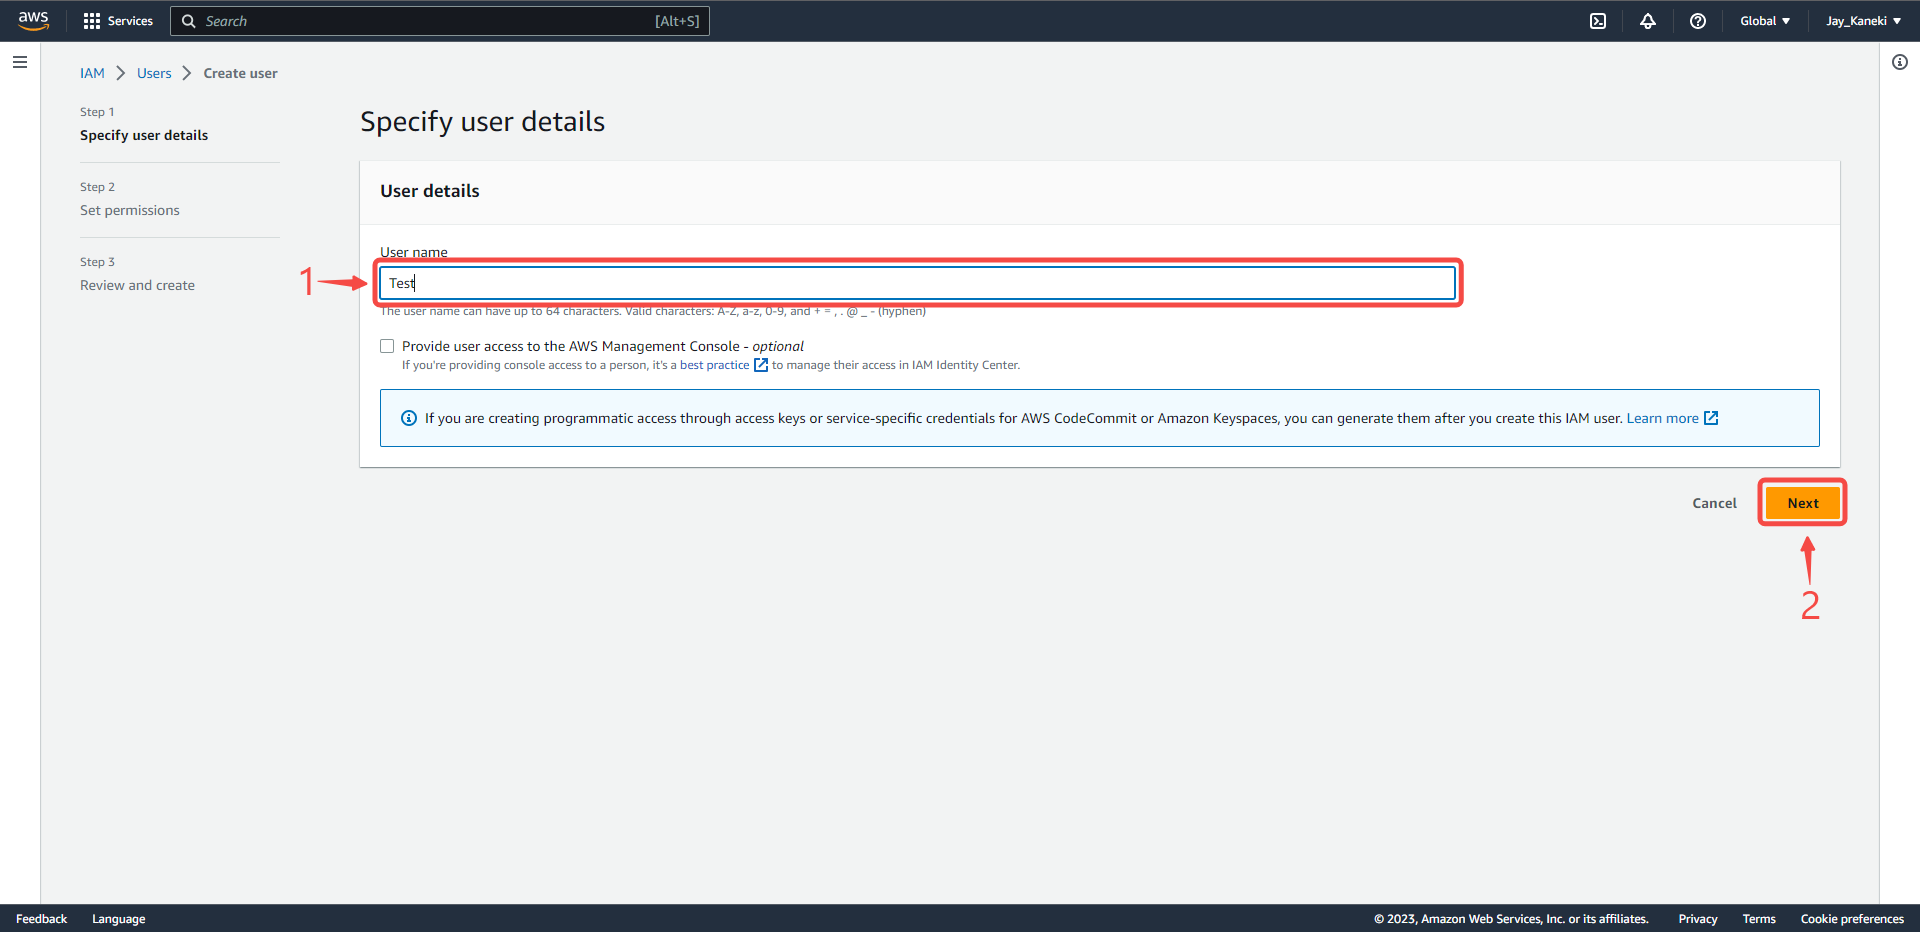 aws
Services
Search [Alt+S]
Global
Jay_Kaneki
IAM Users Create user
Step 1
Specify user details
Step 2
Set permissions
Step 3
Review and create
Specify user details
User details
User name
1
Test
The user name can have up to 64 characters. Valid characters: A-Z, a-z, 0-9, and + = , . @ _ - (hyphen)
Provide user access to the AWS Management Console - optional
If you're providing console access to a person, it's a best practice to manage their access in IAM Identity Center.
If you are creating programmatic access through access keys or service-specific credentials for AWS CodeCommit or Amazon Keyspaces, you can generate them after you create this IAM user. Learn more
Cancel
Next
2
Feedback Language © 2023, Amazon Web Services, Inc. or its affiliates. Privacy Terms Cookie preferences